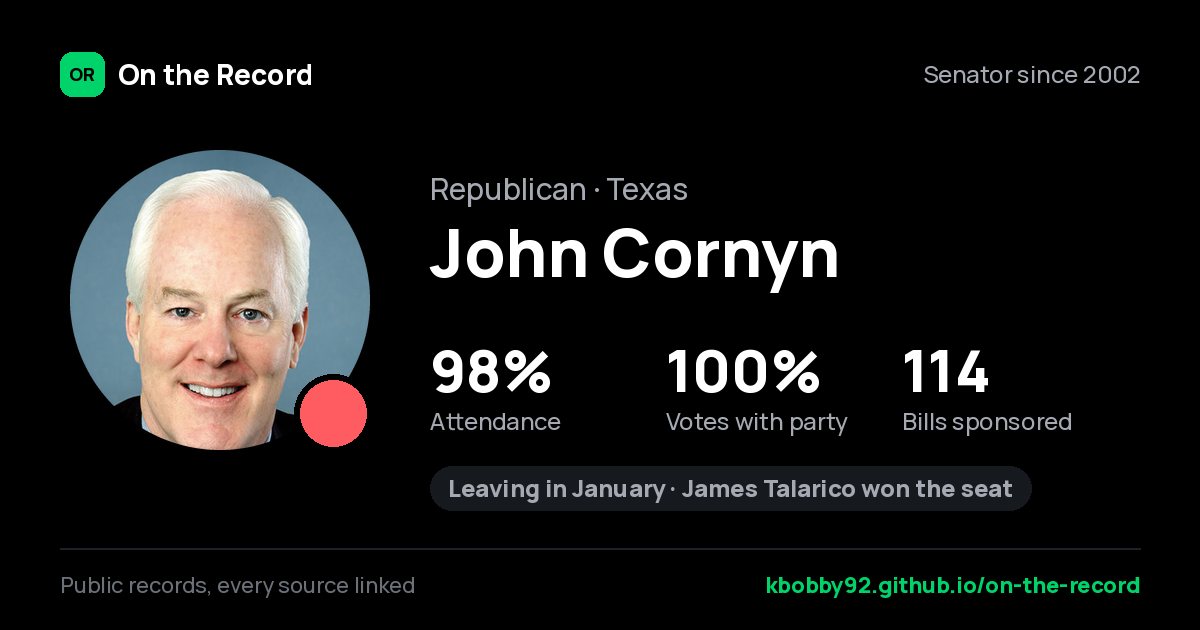 OR On the Record
Senator since 2002
Republican · Texas
John Cornyn
98% 100% 114
Attendance Votes with party Bills sponsored
Leaving in January · James Talarico won the seat
Public records, every source linked
kbobby92.github.io/on-the-record